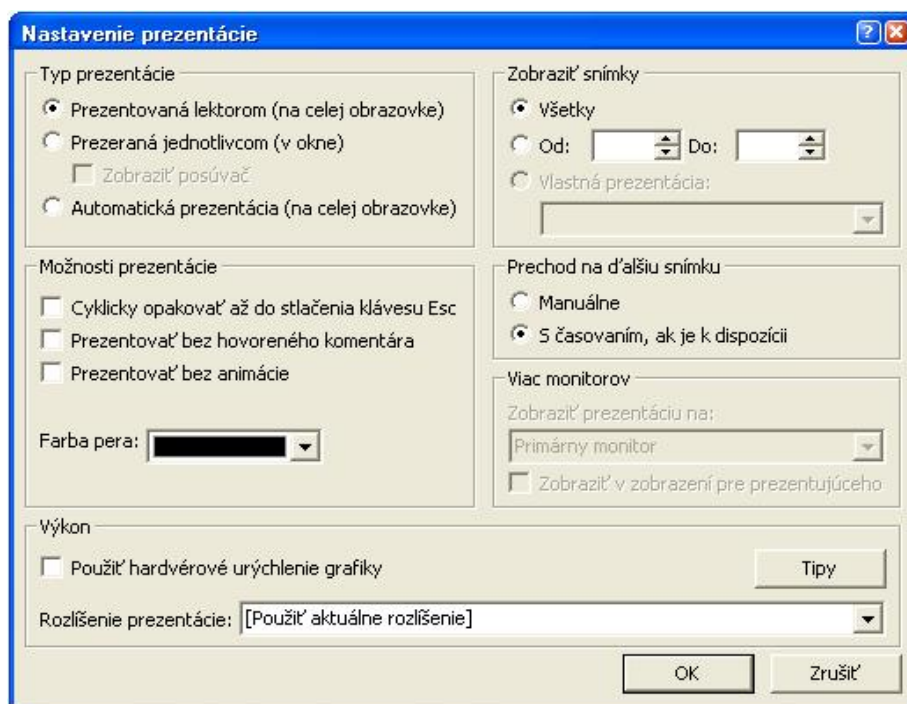 Nastavenie prezentácie
Typ prezentácie
Prezentovaná lektorom (na celej obrazovke)
Prezeraná jednotlivcom (v okne)
Zobraziť posúvač
Automatická prezentácia (na celej obrazovke)
Zobraziť snímky
Všetky
Od: Do:
Vlastná prezentácia:
Možnosti prezentácie
Cyklicky opakovať až do stlačenia klávesu Esc
Prezentovať bez hovoreného komentára
Prezentovať bez animácie
Farba pera:
Prechod na ďalšiu snímku
Manuálne
S časovaním, ak je k dispozícii
Viac monitorov
Zobraziť prezentáciu na:
Primárny monitor
Zobraziť v zobrazení pre prezentujúceho
Výkon
Použiť hardvérové urýchlenie grafiky
Tipy
Rozlíšenie prezentácie: [Použiť aktuálne rozlíšenie]
OK Zrušiť